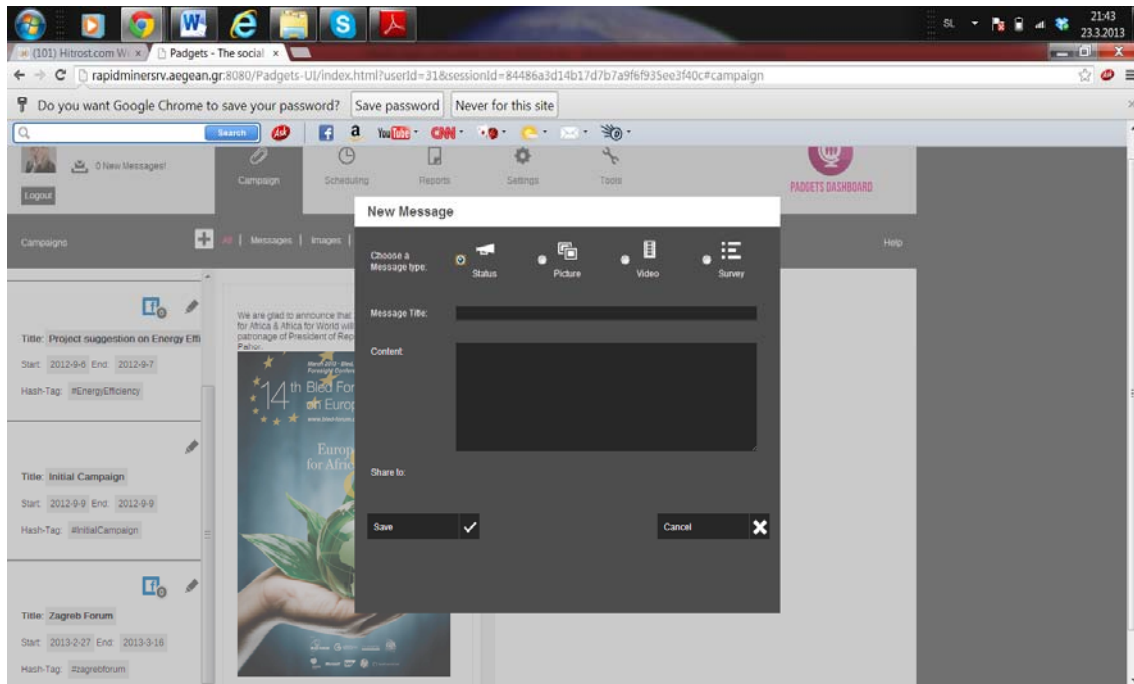 SL
21:43
23.3.2013
(101) Hitrost.com W
Padgets - The social
rapidminersrv.aegean.gr:8080/Padgets-UI/index.html?userId=31&sessionId=84486a3d14b17d7b7a9f6f935ee3f40c#campaign
Do you want Google Chrome to save your password? Save password Never for this site
Search
a
You Tube
CNN
0 New Messages!
Logout
Campaign Scheduling Reports Settings Tools
PADGETS DASHBOARD
Campaigns
All | Messages | Images |
Help
New Message
Choose a
Message type:
Status Picture Video Survey
Message Title:
Content:
Share to:
Save
Cancel
Title: Project suggestion on Energy Effi
Start: 2012-9-6 End: 2012-9-7
Hash-Tag: #EnergyEfficiency
Title: Initial Campaign
Start: 2012-9-9 End: 2012-9-9
Hash-Tag: #InitialCampaign
Title: Zagreb Forum
Start: 2013-2-27 End: 2013-3-16
Hash-Tag: #zagrebforum
We are glad to announce that
for Africa & Africa for World will
patronage of President of Rep
Pahor.
14th Bled For
on Europ
Europ
for Afric